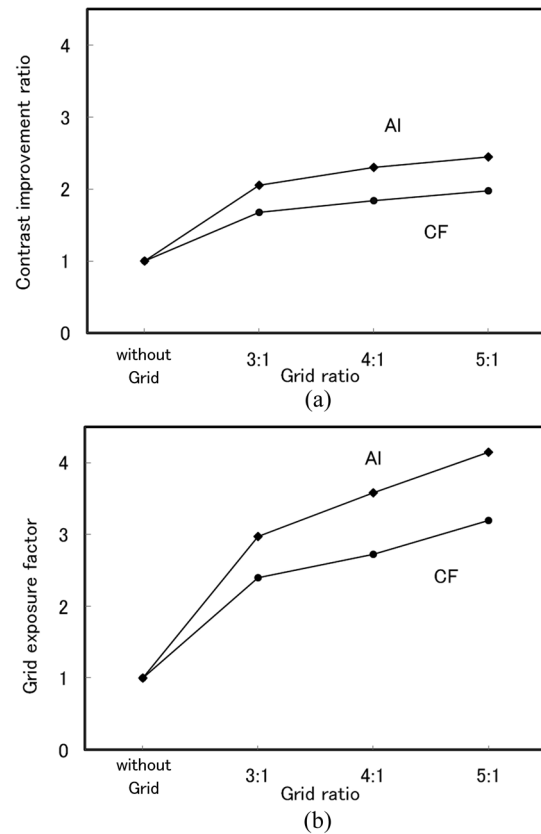 Contrast improvement ratio
4
3
2
1
0
Al
CF
without
Grid
3:1
4:1
5:1
Grid ratio
(a)
Grid exposure factor
4
3
2
1
0
Al
CF
without
Grid
3:1
4:1
5:1
Grid ratio
(b)